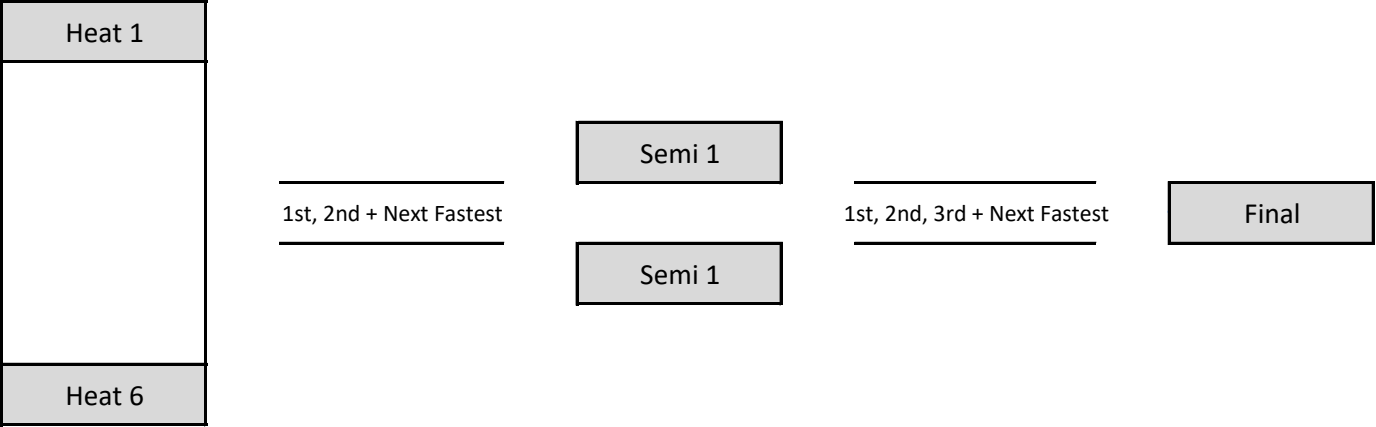 Heat 1
Semi 1
1st, 2nd + Next Fastest
1st, 2nd, 3rd + Next Fastest
Final
Semi 1
Heat 6